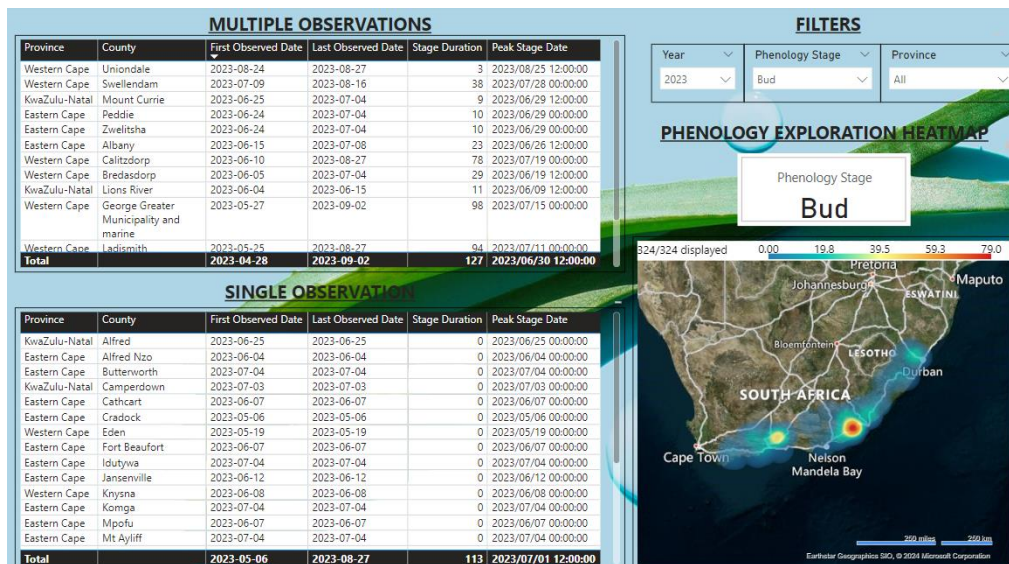 MULTIPLE OBSERVATIONS
Province County First Observed Date Last Observed Date Stage Duration Peak Stage Date
Western Cape Uniondale 2023-08-24 2023-08-27 3 2023/08/25 12:00:00
Western Cape Swellendam 2023-07-09 2023-08-16 38 2023/07/28 00:00:00
KwaZulu-Natal Mount Currie 2023-06-25 2023-07-04 9 2023/06/29 12:00:00
Eastern Cape Peddie 2023-06-24 2023-07-04 10 2023/06/29 00:00:00
Eastern Cape Zwelitsha 2023-06-24 2023-07-04 10 2023/06/29 00:00:00
Eastern Cape Albany 2023-06-15 2023-07-08 23 2023/06/26 12:00:00
Western Cape Calitzdorp 2023-06-10 2023-08-27 78 2023/07/19 00:00:00
Western Cape Bredasdorp 2023-06-05 2023-07-04 29 2023/06/19 12:00:00
KwaZulu-Natal Lions River 2023-06-04 2023-06-15 11 2023/06/09 12:00:00
Western Cape George Greater 2023-05-27 2023-09-02 98 2023/07/15 00:00:00
Municipality and
marine
Western Cape Ladismith 2023-05-25 2023-08-27 94 2023/07/11 00:00:00
Total 2023-04-28 2023-09-02 127 2023/06/30 12:00:00
SINGLE OBSERVATION
Province County First Observed Date Last Observed Date Stage Duration Peak Stage Date
KwaZulu-Natal Alfred 2023-06-25 2023-06-25 0 2023/06/25 00:00:00
Eastern Cape Alfred Nzo 2023-06-04 2023-06-04 0 2023/06/04 00:00:00
Eastern Cape Butterworth 2023-07-04 2023-07-04 0 2023/07/04 00:00:00
KwaZulu-Natal Camperdown 2023-07-03 2023-07-03 0 2023/07/03 00:00:00
Eastern Cape Cathcart 2023-06-07 2023-06-07 0 2023/06/07 00:00:00
Eastern Cape Cradock 2023-05-06 2023-05-06 0 2023/05/06 00:00:00
Western Cape Eden 2023-05-19 2023-05-19 0 2023/05/19 00:00:00
Eastern Cape Fort Beaufort 2023-06-07 2023-06-07 0 2023/06/07 00:00:00
Eastern Cape Idutywa 2023-07-04 2023-07-04 0 2023/07/04 00:00:00
Eastern Cape Jansenville 2023-06-12 2023-06-12 0 2023/06/12 00:00:00
Western Cape Knysna 2023-06-08 2023-06-08 0 2023/06/08 00:00:00
Eastern Cape Komga 2023-07-04 2023-07-04 0 2023/07/04 00:00:00
Eastern Cape Mpofu 2023-06-07 2023-06-07 0 2023/06/07 00:00:00
Eastern Cape Mt Ayliff 2023-07-04 2023-07-04 0 2023/07/04 00:00:00
Total 2023-05-06 2023-08-27 113 2023/07/01 12:00:00
FILTERS
Year Phenology Stage Province
2023 Bud All
PHENOLOGY EXPLORATION HEATMAP
Phenology Stage
Bud
324/324 displayed 0.00 19.8 39.5 59.3 79.0
Pretoria
Johannesburg Maputo
ESWATINI
Bloemfontein
LESOTHO
Durban
SOUTH AFRICA
Cape Town Nelson
Mandela Bay
250 miles 250 km
Earthstar Geographics SIO, © 2024 Microsoft Corporation